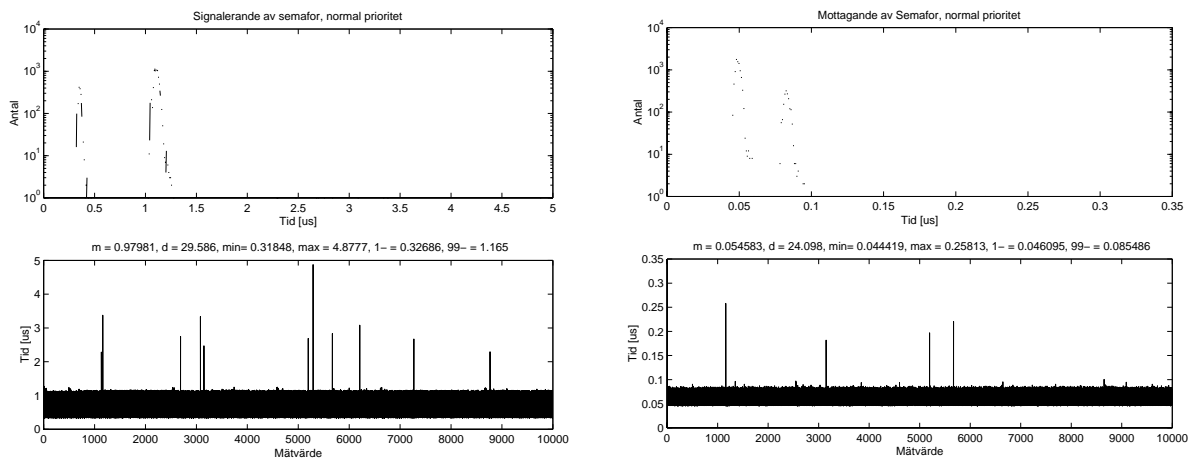 Signalerande av semafor, normal prioritet
10^4
10^3
10^2
10^1
10^0
Antal
0 0.5 1 1.5 2 2.5 3 3.5 4 4.5 5
Tid [us]
m = 0.97981, d = 29.586, min= 0.31848, max = 4.8777, 1− = 0.32686, 99− = 1.165
5
4
3
2
1
0
Tid [us]
0 1000 2000 3000 4000 5000 6000 7000 8000 9000 10000
Mätvärde
Mottagande av Semafor, normal prioritet
10^4
10^3
10^2
10^1
10^0
Antal
0 0.05 0.1 0.15 0.2 0.25 0.3 0.35
Tid [us]
m = 0.054583, d = 24.098, min= 0.044419, max = 0.25813, 1− = 0.046095, 99− = 0.085486
0.35
0.3
0.25
0.2
0.15
0.1
0.05
0
Tid [us]
0 1000 2000 3000 4000 5000 6000 7000 8000 9000 10000
Mätvärde